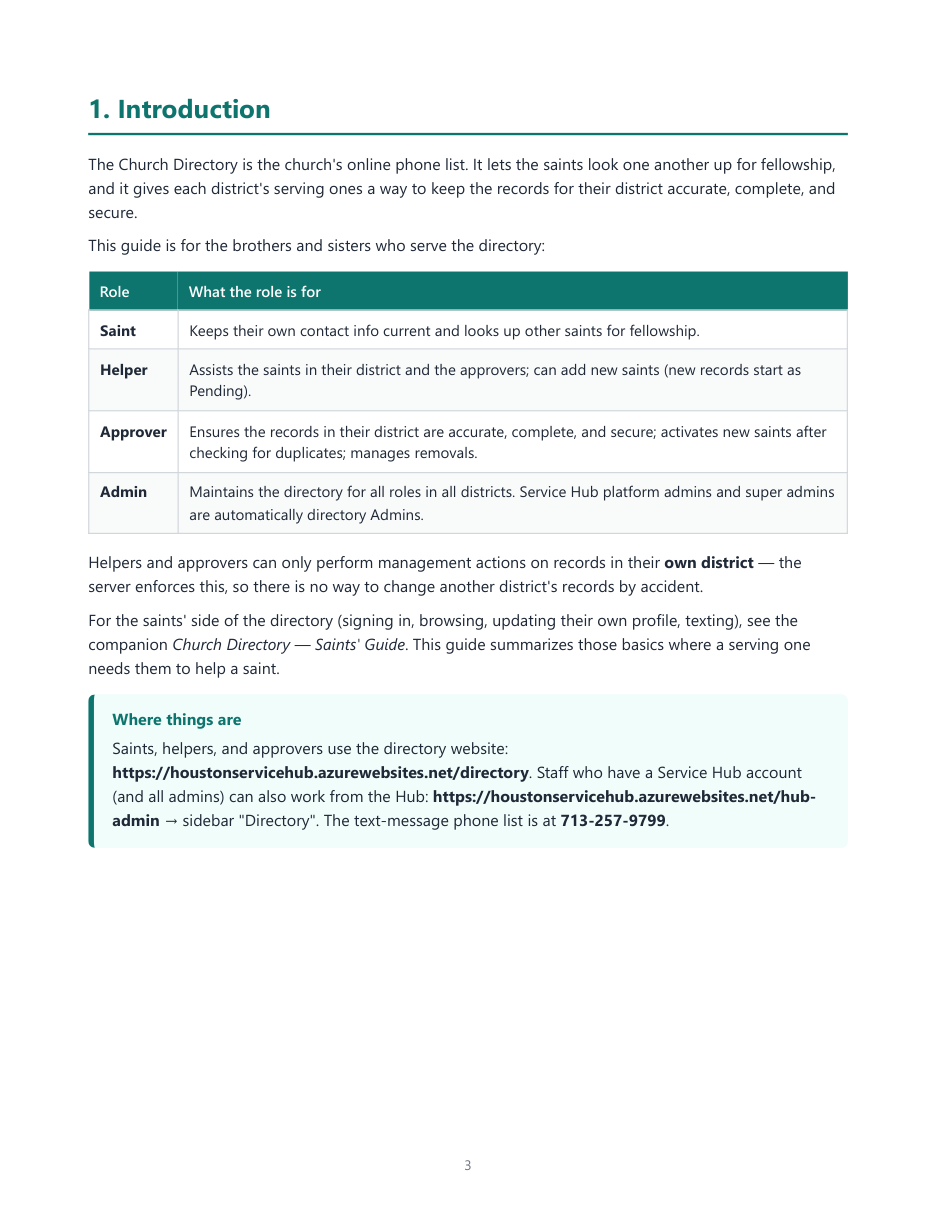 1. Introduction
The Church Directory is the church's online phone list. It lets the saints look one another up for fellowship,
and it gives each district's serving ones a way to keep the records for their district accurate, complete, and
secure.
This guide is for the brothers and sisters who serve the directory:
Role What the role is for
Saint Keeps their own contact info current and looks up other saints for fellowship.
Helper Assists the saints in their district and the approvers; can add new saints (new records start as
Pending).
Approver Ensures the records in their district are accurate, complete, and secure; activates new saints after
checking for duplicates; manages removals.
Admin Maintains the directory for all roles in all districts. Service Hub platform admins and super admins
are automatically directory Admins.
Helpers and approvers can only perform management actions on records in their own district — the
server enforces this, so there is no way to change another district's records by accident.
For the saints' side of the directory (signing in, browsing, updating their own profile, texting), see the
companion Church Directory — Saints' Guide. This guide summarizes those basics where a serving one
needs them to help a saint.
Where things are
Saints, helpers, and approvers use the directory website:
https://houstonservicehub.azurewebsites.net/directory. Staff who have a Service Hub account
(and all admins) can also work from the Hub: https://houstonservicehub.azurewebsites.net/hub-
admin → sidebar "Directory". The text-message phone list is at 713-257-9799.
3